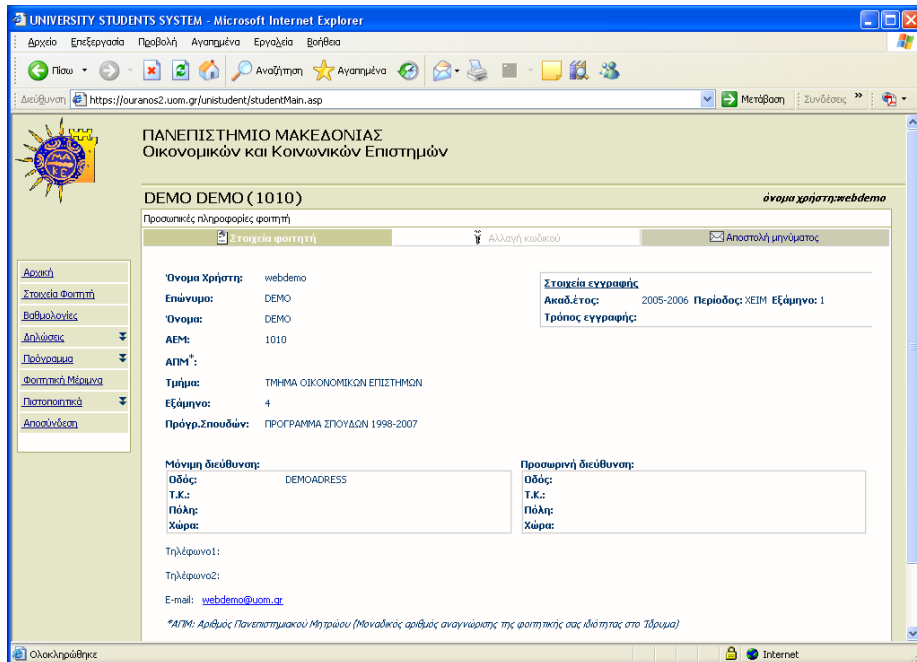 UNIVERSITY STUDENTS SYSTEM - Microsoft Internet Explorer
Αρχείο Επεξεργασία Προβολή Αγαπημένα Εργαλεία Βοήθεια
Πίσω Αναζήτηση Αγαπημένα
Διεύθυνση https://ouranos2.uom.gr/unistudent/studentMain.asp Μετάβαση Συνδέσεις »
ΠΑΝΕΠΙΣΤΗΜΙΟ ΜΑΚΕΔΟΝΙΑΣ
Οικονομικών και Κοινωνικών Επιστημών
DEMO DEMO (1010) όνομα χρήστη:webdemo
Προσωπικές πληροφορίες φοιτητή
Στοιχεία φοιτητή Αλλαγή κωδικού Αποστολή μηνύματος
Αρχική
Στοιχεία Φοιτητή
Βαθμολογίες
Δηλώσεις
Πρόγραμμα
Φοιτητική Μέριμνα
Πιστοποιητικά
Αποσύνδεση
Όνομα Χρήστη: webdemo
Επώνυμο: DEMO
Όνομα: DEMO
ΑΕΜ: 1010
ΑΠΜ*:
Τμήμα: ΤΜΗΜΑ ΟΙΚΟΝΟΜΙΚΩΝ ΕΠΙΣΤΗΜΩΝ
Εξάμηνο: 4
Πρόγρ.Σπουδών: ΠΡΟΓΡΑΜΜΑ ΣΠΟΥΔΩΝ 1998-2007
Στοιχεία εγγραφής
Ακαδ.έτος: 2005-2006 Περίοδος: ΧΕΙΜ Εξάμηνο: 1
Τρόπος εγγραφής:
Μόνιμη διεύθυνση:
Οδός: DEMOADRESS
Τ.Κ.:
Πόλη:
Χώρα:
Προσωρινή διεύθυνση:
Οδός:
Τ.Κ.:
Πόλη:
Χώρα:
Τηλέφωνο1:
Τηλέφωνο2:
E-mail: webdemo@uom.gr
*ΑΠΜ: Αριθμός Πανεπιστημιακού Μητρώου (Μοναδικός αριθμός αναγνώρισης της φοιτητικής σας ιδιότητας στο Ίδρυμα)
Ολοκληρώθηκε Internet